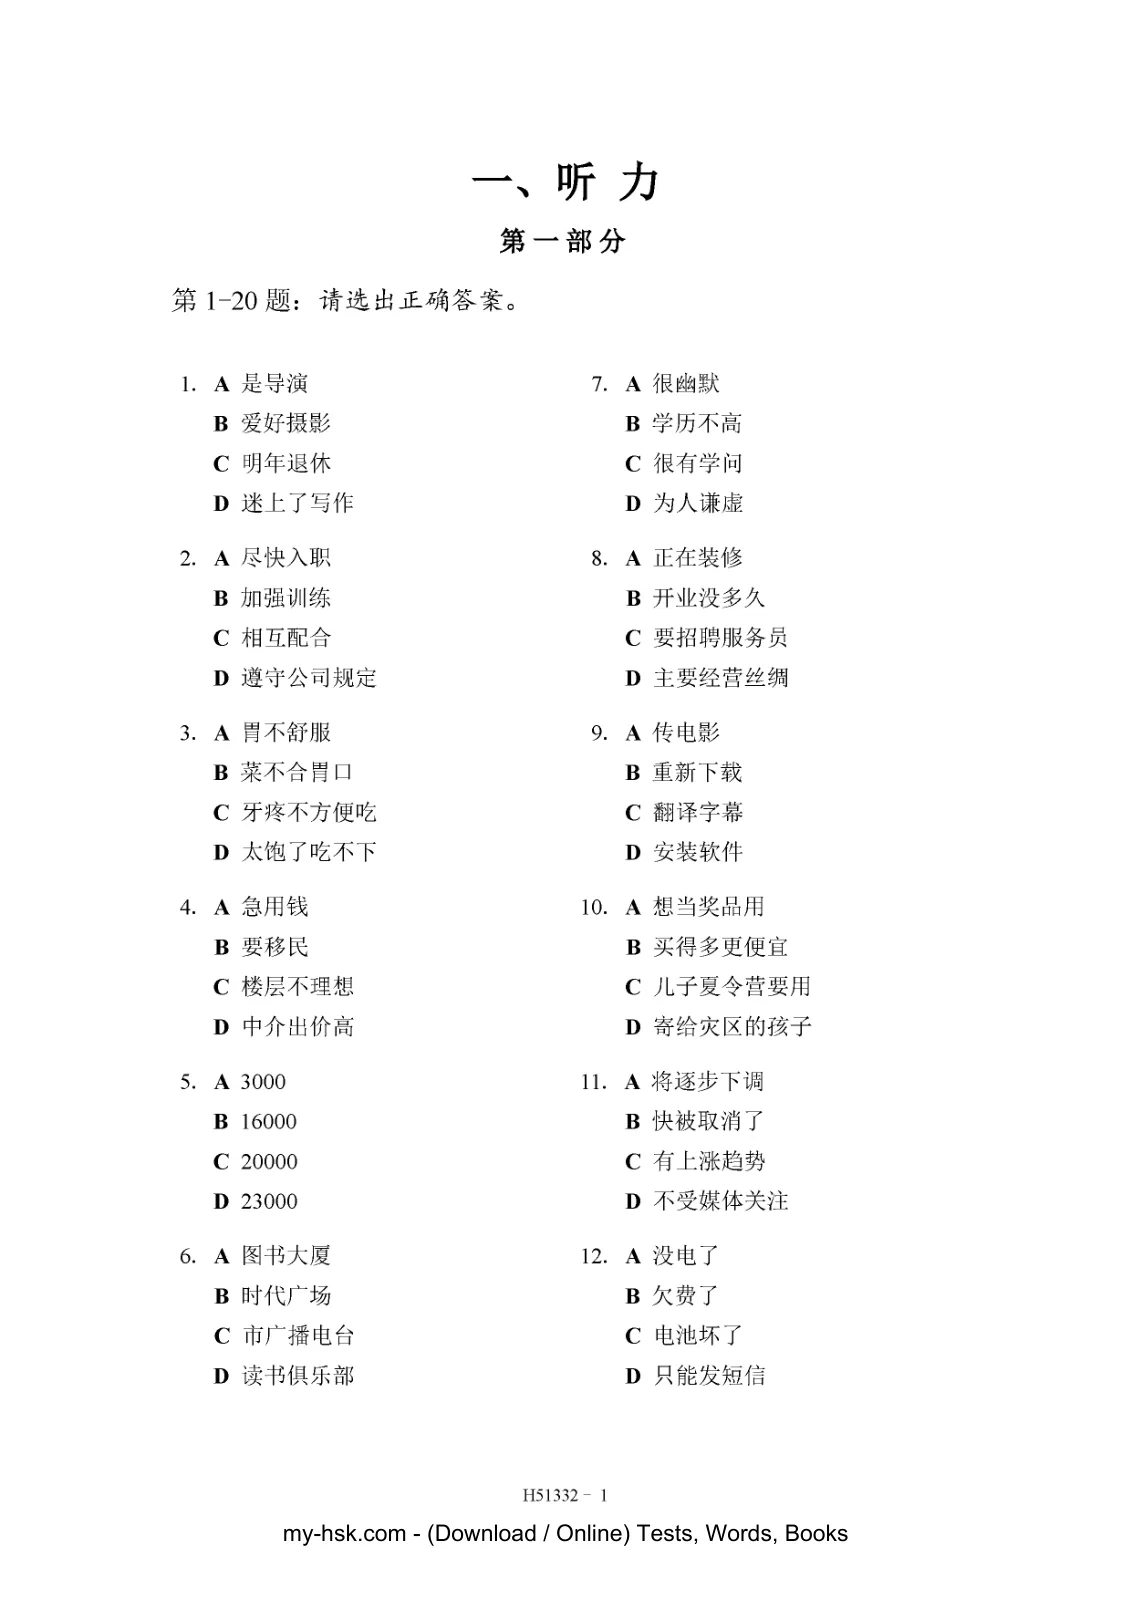 一、听 力
第 一 部 分
第 1-20 题：请选出正确答案。
1. A 是导演
B 爱好摄影
C 明年退休
D 迷上了写作
2. A 尽快入职
B 加强训练
C 相互配合
D 遵守公司规定
3. A 胃不舒服
B 菜不合胃口
C 牙疼不方便吃
D 太饱了吃不下
4. A 急用钱
B 要移民
C 楼层不理想
D 中介出价高
5. A 3000
B 16000
C 20000
D 23000
6. A 图书大厦
B 时代广场
C 市广播电台
D 读书俱乐部
7. A 很幽默
B 学历不高
C 很有学问
D 为人谦虚
8. A 正在装修
B 开业没多久
C 要招聘服务员
D 主要经营丝绸
9. A 传电影
B 重新下载
C 翻译字幕
D 安装软件
10. A 想当奖品用
B 买得多更便宜
C 儿子夏令营要用
D 寄给灾区的孩子
11. A 将逐步下调
B 快被取消了
C 有上涨趋势
D 不受媒体关注
12. A 没电了
B 欠费了
C 电池坏了
D 只能发短信
H51332 - 1
my-hsk.com - (Download / Online) Tests, Words, Books